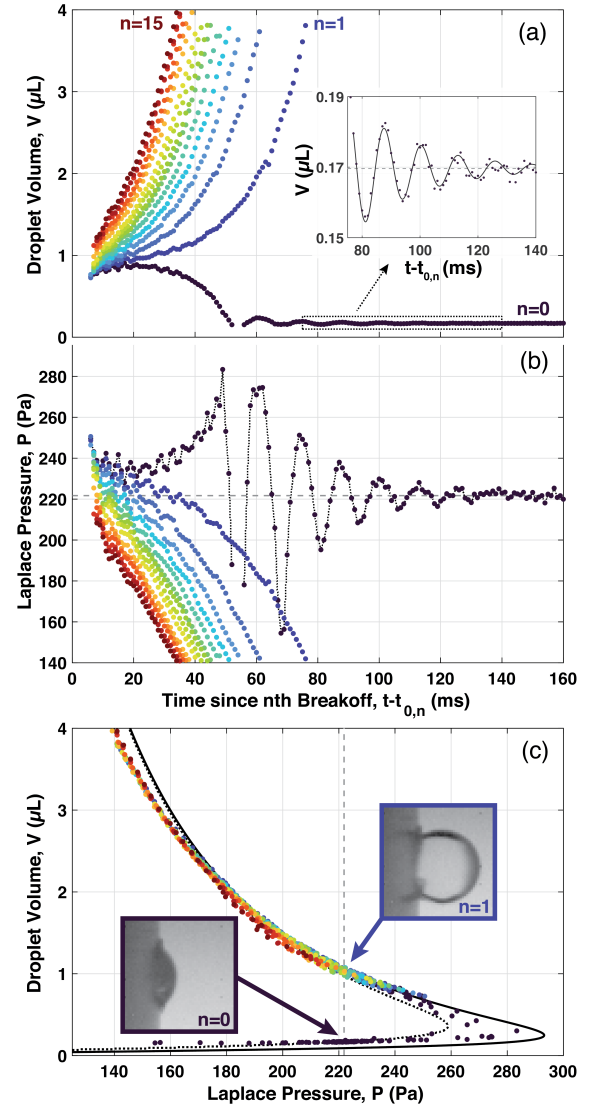 4
3
2
1
0
Droplet Volume, V (µL)
n=15
n=1
(a)
0.19
0.17
0.15
V (µL)
80
100
120
140
t-t0,n (ms)
n=0
280
260
240
220
200
180
160
140
Laplace Pressure, P (Pa)
(b)
0
20
40
60
80
100
120
140
160
Time since nth Breakoff, t-t0,n (ms)
4
3
2
1
0
Droplet Volume, V (µL)
(c)
n=1
n=0
140
160
180
200
220
240
260
280
300
Laplace Pressure, P (Pa)